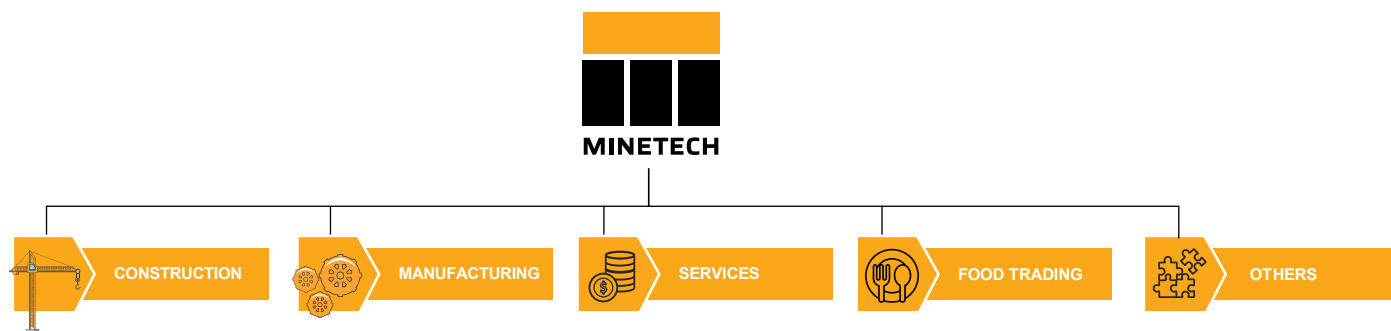 MINETECH
CONSTRUCTION
MANUFACTURING
SERVICES
FOOD TRADING
OTHERS
$